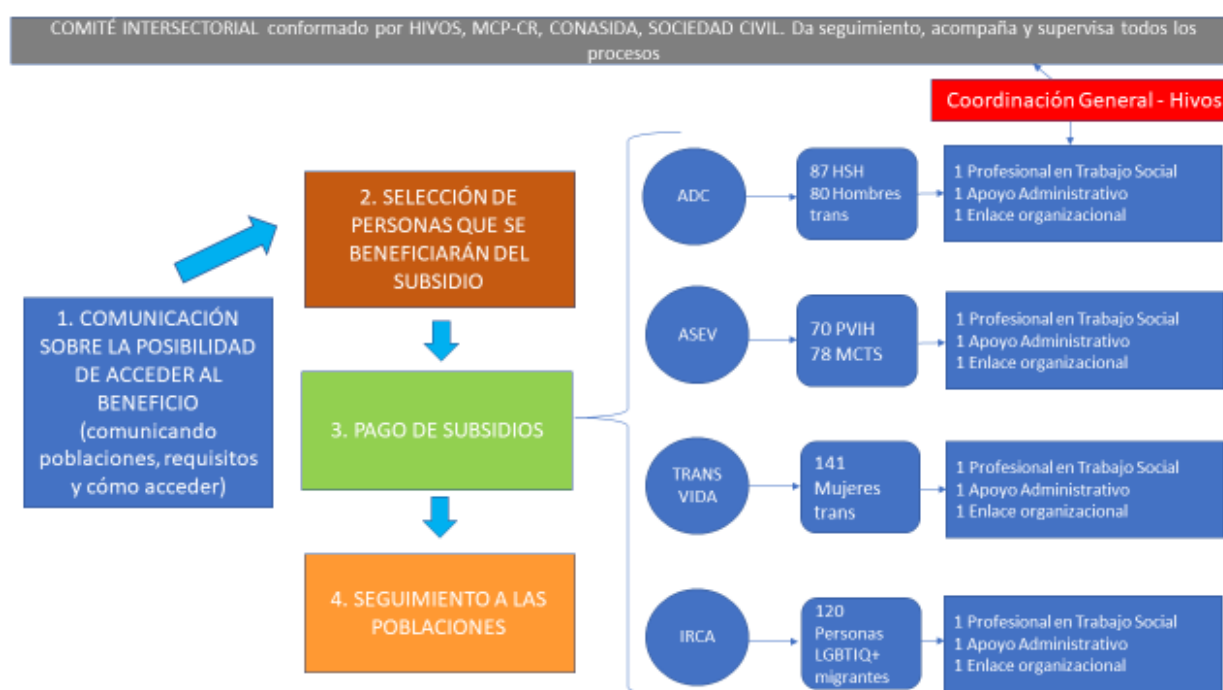 COMITÉ INTERSECTORIAL conformado por HIVOS, MCP-CR, CONASIDA, SOCIEDAD CIVIL. Da seguimiento, acompaña y supervisa todos los
procesos
Coordinación General - Hivos
1. COMUNICACIÓN
SOBRE LA POSIBILIDAD
DE ACCEDER AL
BENEFICIO
(comunicando
poblaciones, requisitos
y cómo acceder)
2. SELECCIÓN DE
PERSONAS QUE SE
BENEFICIARÁN DEL
SUBSIDIO
3. PAGO DE SUBSIDIOS
4. SEGUIMIENTO A LAS
POBLACIONES
ADC
87 HSH
80 Hombres
trans
1 Profesional en Trabajo Social
1 Apoyo Administrativo
1 Enlace organizacional
ASEV
70 PVIH
78 MCTS
1 Profesional en Trabajo Social
1 Apoyo Administrativo
1 Enlace organizacional
TRANS
VIDA
141
Mujeres
trans
1 Profesional en Trabajo Social
1 Apoyo Administrativo
1 Enlace organizacional
IRCA
120
Personas
LGBTIQ+
migrantes
1 Profesional en Trabajo Social
1 Apoyo Administrativo
1 Enlace organizacional